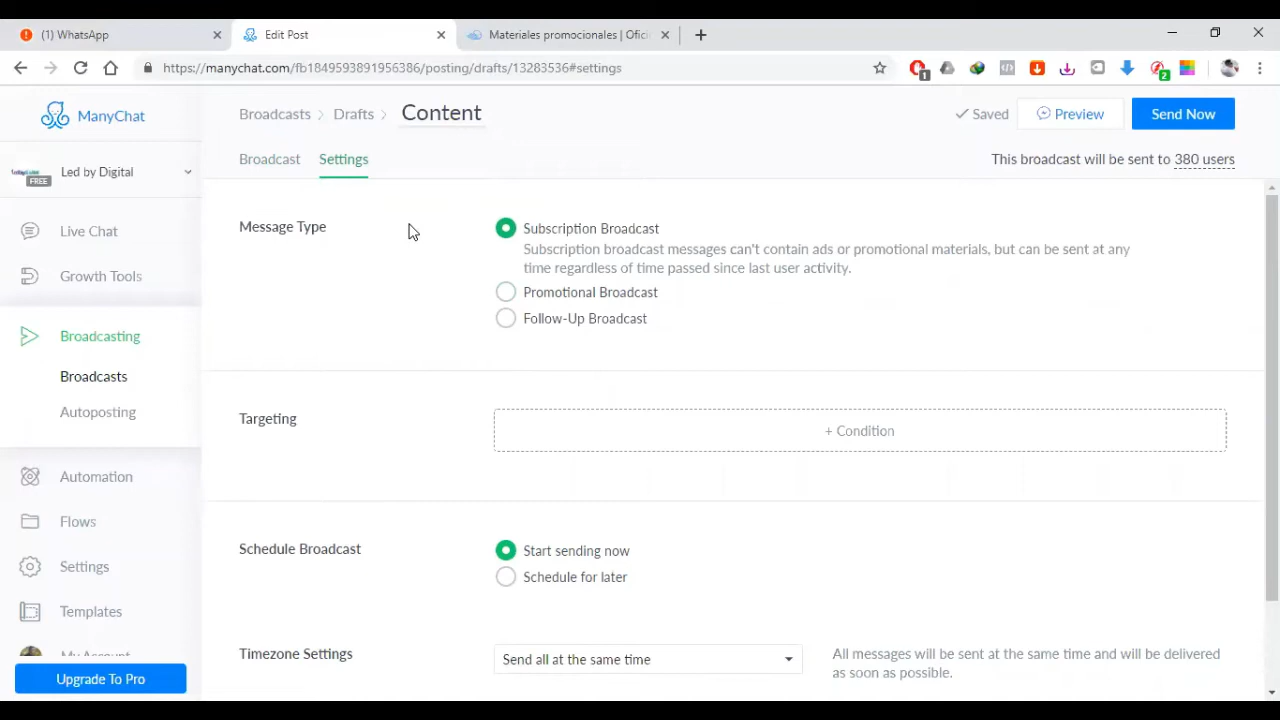 (1) WhatsApp
Edit Post
Materiales promocionales | Ofici
https://manychat.com/fb1849593891956386/posting/drafts/13283536#settings
1
2
ManyChat
Broadcasts
Drafts
Content
Saved
Preview
Send Now
Broadcast
Settings
This broadcast will be sent to 380 users
Led by Digital
FREE
Live Chat
Growth Tools
Broadcasting
Broadcasts
Autoposting
Automation
Flows
Settings
Templates
My Account
Upgrade To Pro
Message Type
Subscription Broadcast
Subscription broadcast messages can't contain ads or promotional materials, but can be sent at any
time regardless of time passed since last user activity.
Promotional Broadcast
Follow-Up Broadcast
Targeting
+ Condition
Schedule Broadcast
Start sending now
Schedule for later
Timezone Settings
Send all at the same time
All messages will be sent at the same time and will be delivered
as soon as possible.